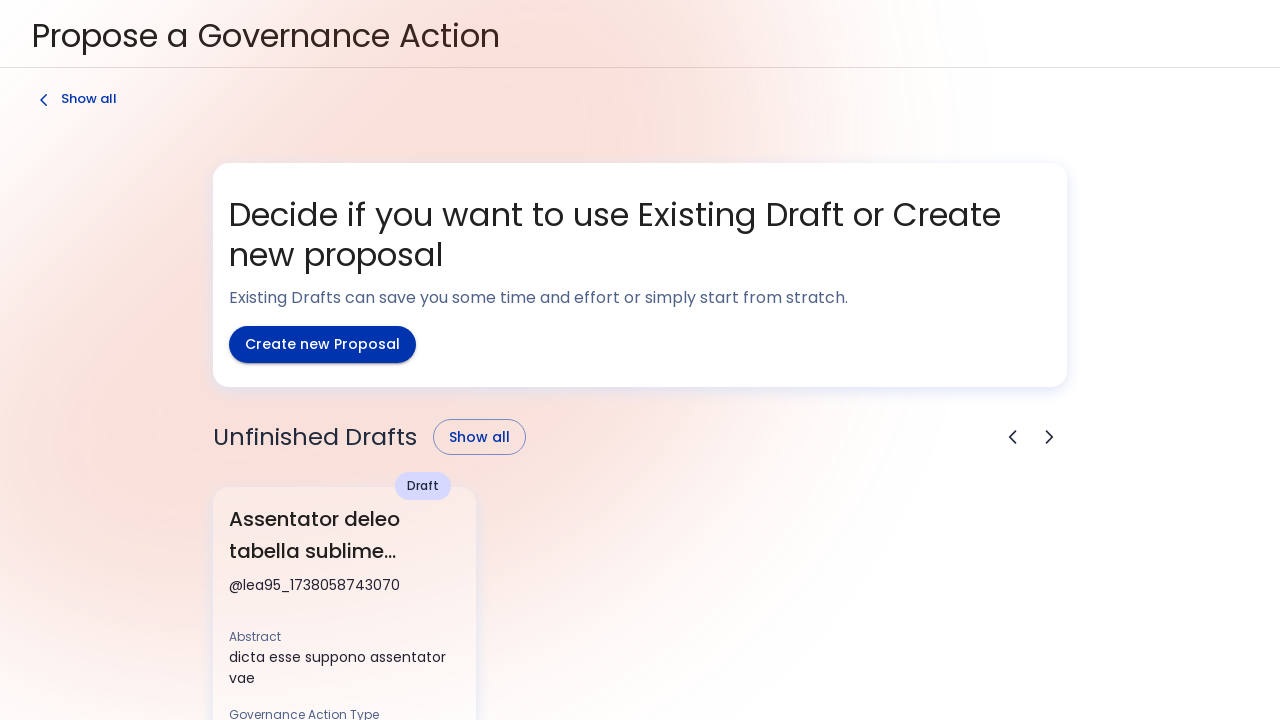 Propose a Governance Action
Show all
Decide if you want to use Existing Draft or Create
new proposal
Existing Drafts can save you some time and effort or simply start from stratch.
Create new Proposal
Unfinished Drafts
Show all
Draft
Assentator deleo
tabella sublime...
@lea95_1738058743070
Abstract
dicta esse suppono assentator
vae
Governance Action Type